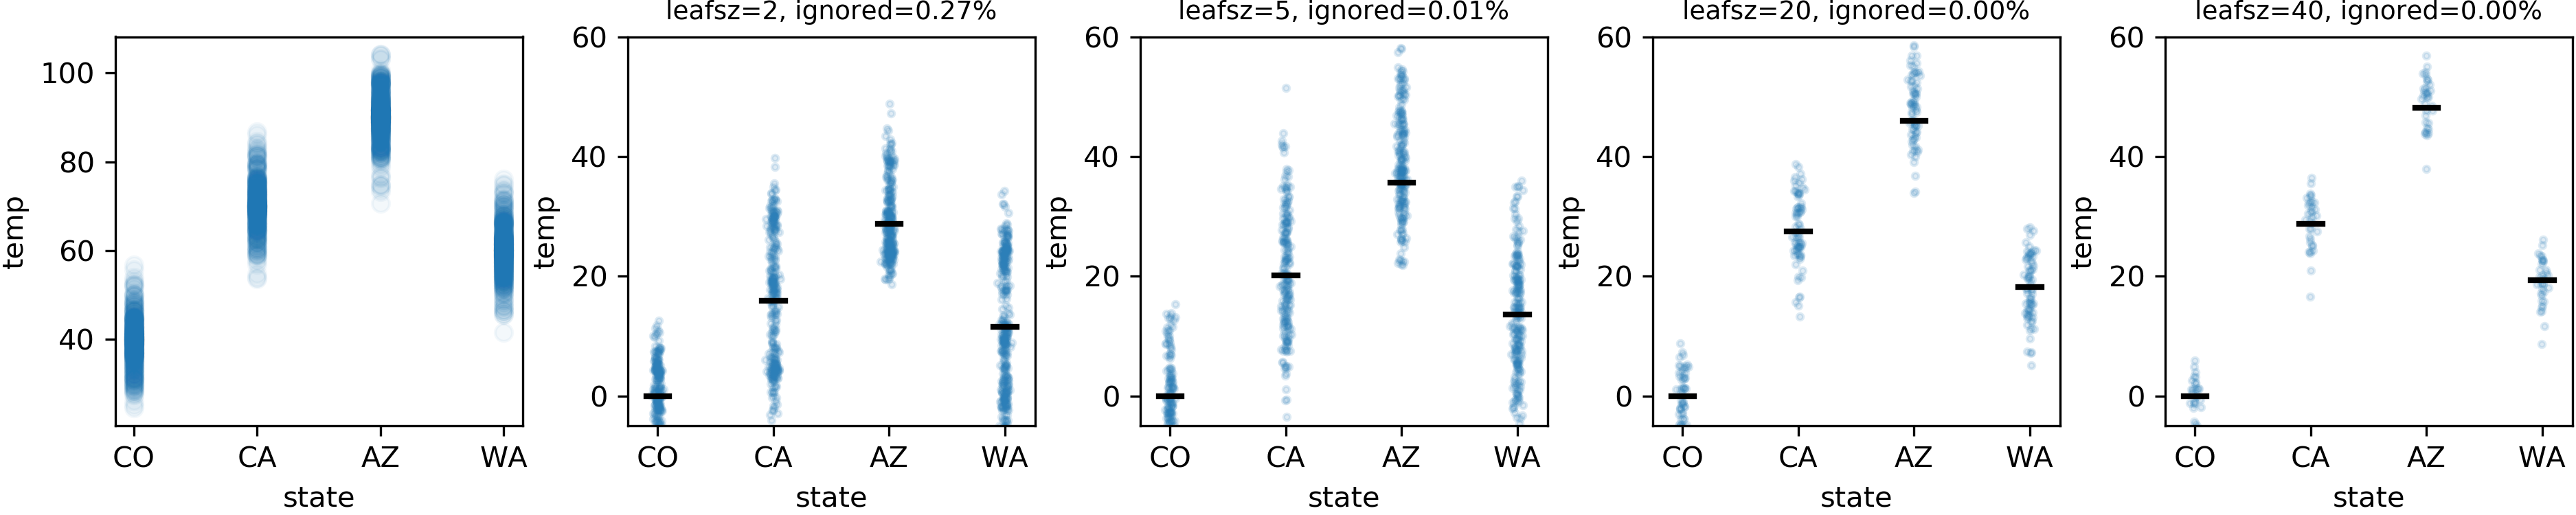 leafsz=2, ignored=0.27%
leafsz=5, ignored=0.01%
leafsz=20, ignored=0.00%
leafsz=40, ignored=0.00%
temp
100
80
60
40
CO CA AZ WA
state
temp
60
40
20
0
CO CA AZ WA
state
temp
60
40
20
0
CO CA AZ WA
state
temp
60
40
20
0
CO CA AZ WA
state
temp
60
40
20
0
CO CA AZ WA
state